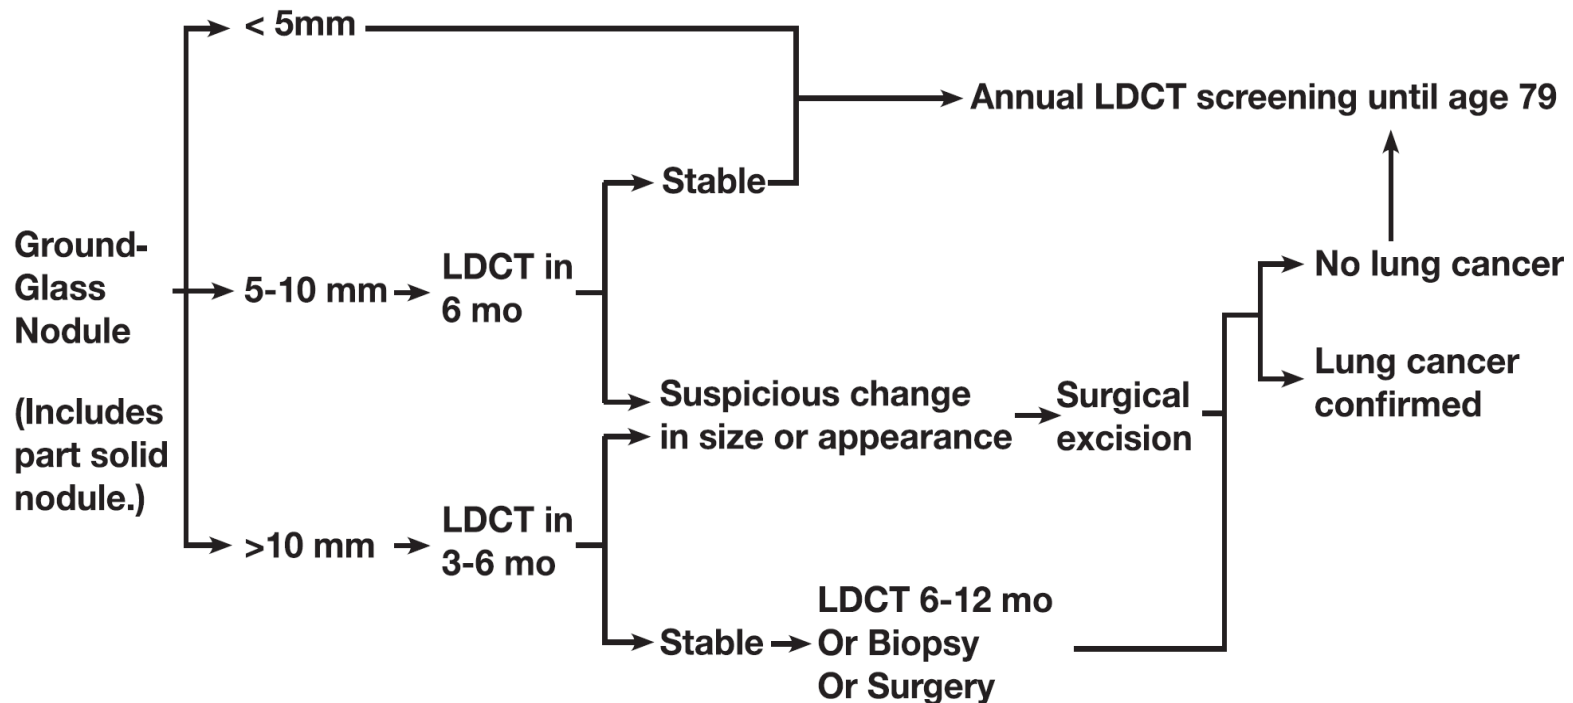 < 5mm
Annual LDCT screening until age 79
Stable
Ground-
Glass
Nodule
(Includes
part solid
nodule.)
5-10 mm
LDCT in
6 mo
No lung cancer
Lung cancer
confirmed
Suspicious change
in size or appearance
Surgical
excision
>10 mm
LDCT in
3-6 mo
Stable
LDCT 6-12 mo
Or Biopsy
Or Surgery